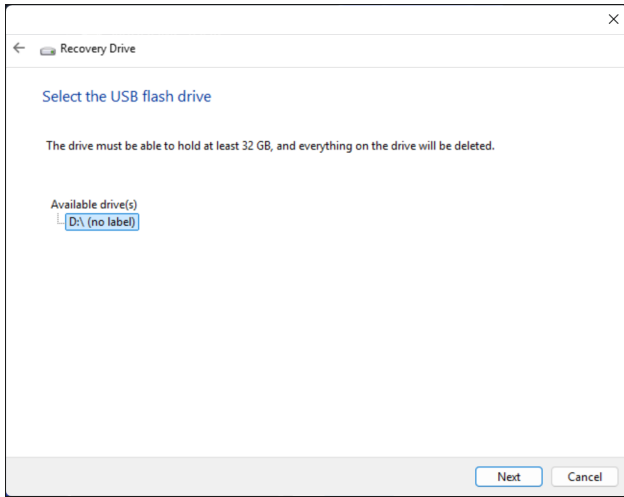 Recovery Drive
Select the USB flash drive
The drive must be able to hold at least 32 GB, and everything on the drive will be deleted.
Available drive(s)
D:\ (no label)
Next Cancel